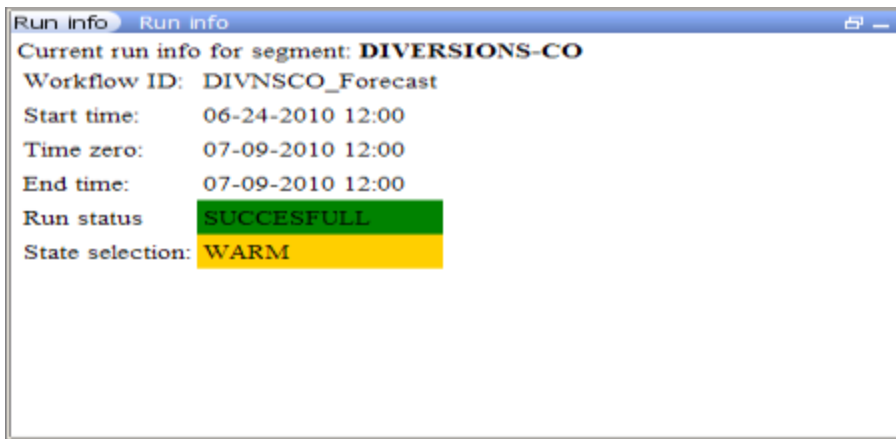 Run info Run info
Current run info for segment: DIVERSIONS-CO
Workflow ID: DIVNSCO_Forecast
Start time: 06-24-2010 12:00
Time zero: 07-09-2010 12:00
End time: 07-09-2010 12:00
Run status SUCCESFULL
State selection: WARM